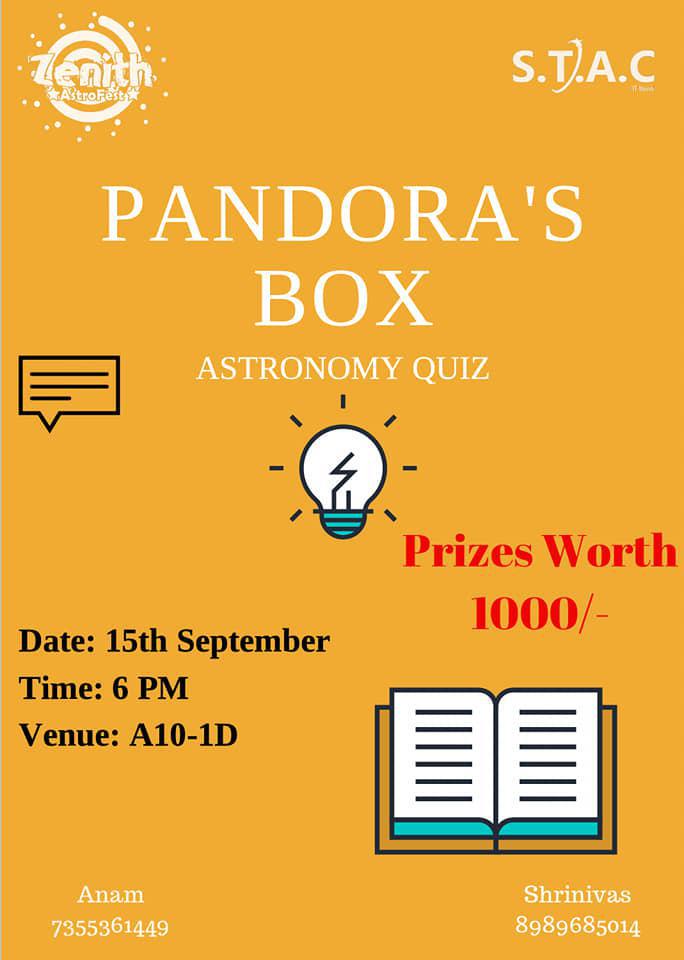 Zenith
AstroFest
S.T.A.C
PANDORA'S
BOX
ASTRONOMY QUIZ
Prizes Worth
1000/-
Date: 15th September
Time: 6 PM
Venue: A10-1D
Anam
7355361449
Shrinivas
8989685014